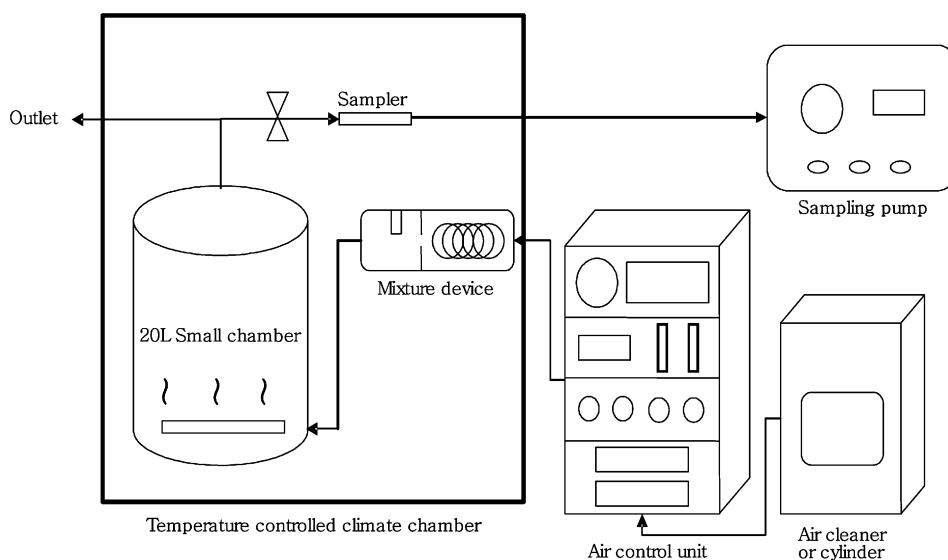 Sampler
Outlet
Sampling pump
Mixture device
20L Small chamber
Temperature controlled climate chamber
Air control unit
Air cleaner
or cylinder